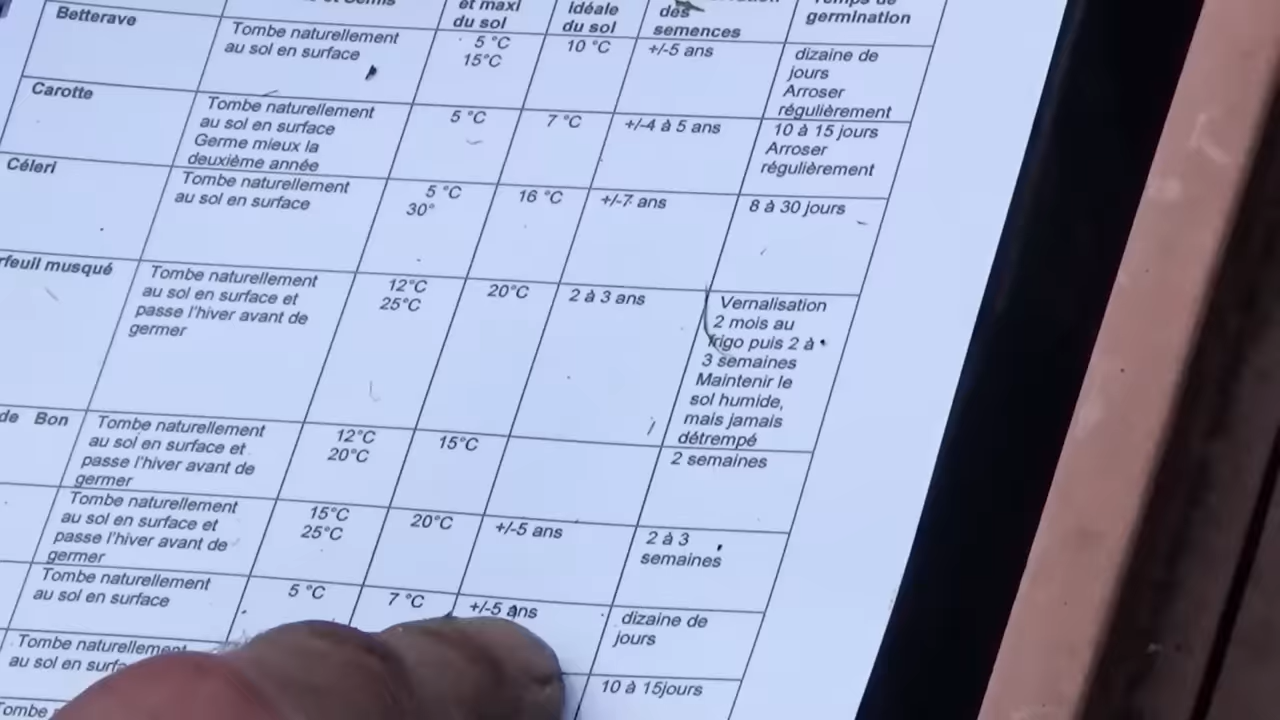 et maxi
du sol
idéale
du sol
des
semences
germination
Betterave
Tombe naturellement
au sol en surface
5 °C
15°C
10 °C
+/-5 ans
dizaine de
jours
Arroser
régulièrement
Carotte
Tombe naturellement
au sol en surface
Germe mieux la
deuxième année
5 °C
7 °C
+/-4 à 5 ans
10 à 15 jours
Arroser
régulièrement
Céleri
Tombe naturellement
au sol en surface
5 °C
30°
16 °C
+/-7 ans
8 à 30 jours
rfeuil musqué
Tombe naturellement
au sol en surface et
passe l'hiver avant de
germer
12°C
25°C
20°C
2 à 3 ans
Vernalisation
2 mois au
frigo puis 2 à
3 semaines
Maintenir le
sol humide,
mais jamais
détrempé
de Bon
Tombe naturellement
au sol en surface et
passe l'hiver avant de
germer
12°C
20°C
15°C
2 semaines
Tombe naturellement
au sol en surface et
passe l'hiver avant de
germer
15°C
25°C
20°C
+/-5 ans
2 à 3
semaines
Tombe naturellement
au sol en surface
5 °C
7 °C
+/-5 ans
dizaine de
jours
Tombe naturellement
au sol en surfa
10 à 15jours
Tombe